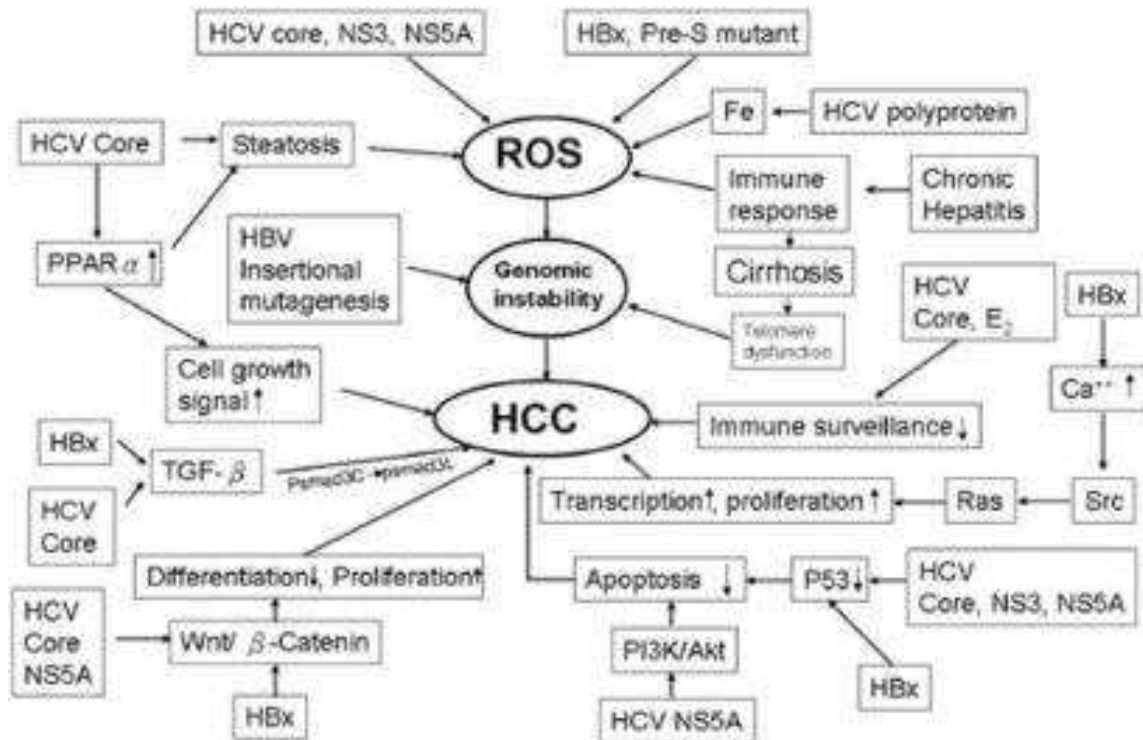 HCV core, NS3, NS5A
HBx, Pre-S mutant
Fe
HCV polyprotein
HCV Core
Steatosis
ROS
Immune
response
Chronic
Hepatitis
PPAR α ↑
HBV
Insertional
mutagenesis
Genomic
instability
Cirrhosis
HCV
Core, E2
HBx
Telomere
dysfunction
Cell growth
signal ↑
HCC
Ca++ ↑
Immune surveillance ↓
HBx
TGF- β
Psmad3C→psmad3L
Transcription↑, proliferation ↑
Ras
Src
HCV
Core
Differentiation↓, Proliferation↑
Apoptosis ↓
P53↓
HCV
Core, NS3, NS5A
HCV
Core
NS5A
Wnt/ β-Catenin
PI3K/Akt
HBx
HBx
HCV NS5A